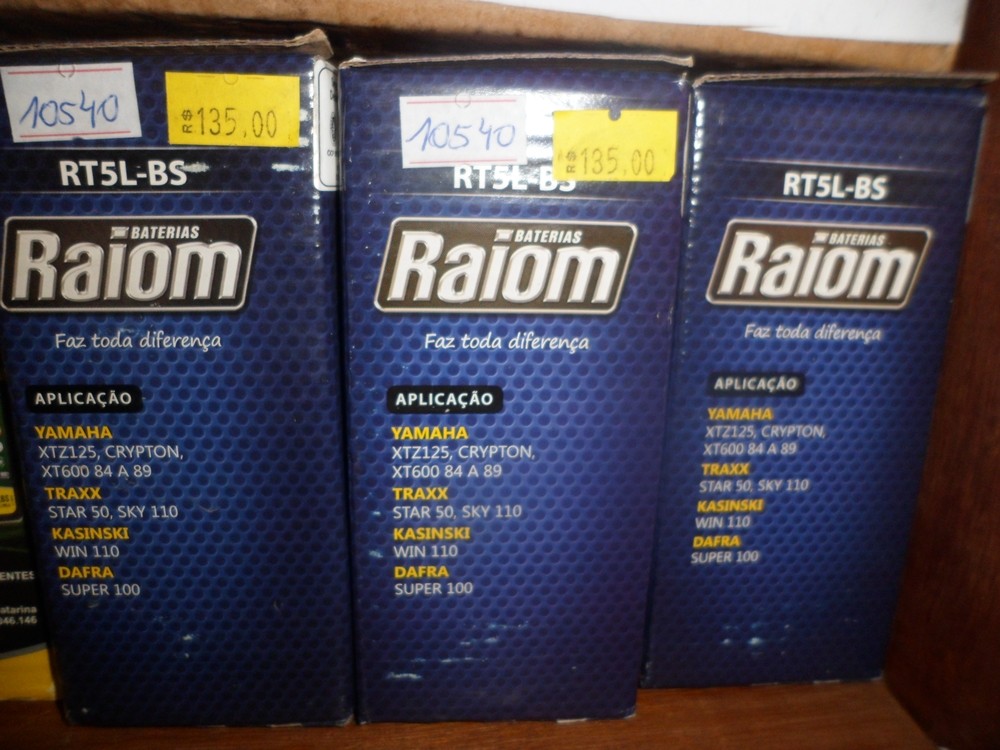 10540
R$135,00
RT5L-BS
BATERIAS
Raiom
Faz toda diferença
APLICAÇÃO
YAMAHA
XTZ125, CRYPTON,
XT600 84 A 89
TRAXX
STAR 50, SKY 110
KASINSKI
WIN 110
DAFRA
SUPER 100
10540
R$135,00
RT5L-BS
BATERIAS
Raiom
Faz toda diferença
APLICAÇÃO
YAMAHA
XTZ125, CRYPTON,
XT600 84 A 89
TRAXX
STAR 50, SKY 110
KASINSKI
WIN 110
DAFRA
SUPER 100
RT5L-BS
BATERIAS
Raiom
Faz toda diferença
APLICAÇÃO
YAMAHA
XTZ125, CRYPTON,
XT600 84 A 89
TRAXX
STAR 50, SKY 110
KASINSKI
WIN 110
DAFRA
SUPER 100